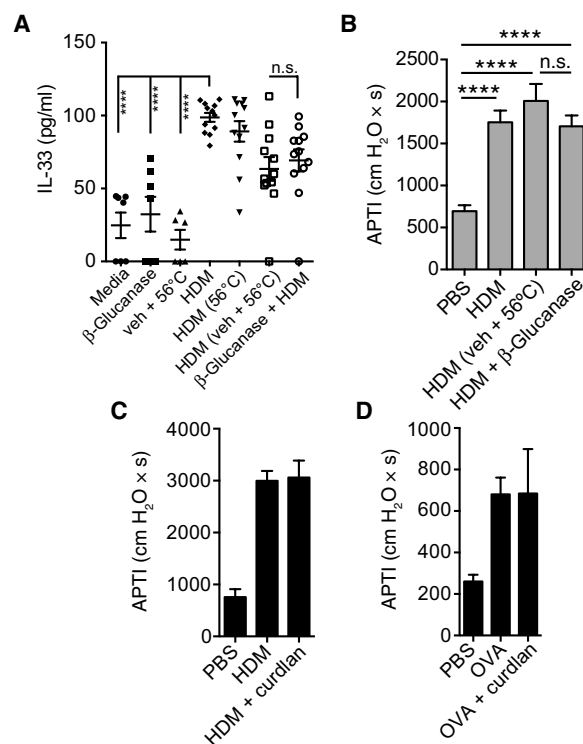 A
IL-33 (pg/ml)
150
100
50
0
****
****
****
n.s.
Media
β-Glucanase
veh + 56°C
HDM
HDM (56°C)
HDM (veh + 56°C)
β-Glucanase + HDM
B
APTI (cm H₂O × s)
2500
2000
1500
1000
500
0
****
****
****
n.s.
PBS
HDM
HDM (veh + 56°C)
HDM + β-Glucanase
C
APTI (cm H₂O × s)
4000
3000
2000
1000
0
PBS
HDM
HDM + curdlan
D
APTI (cm H₂O × s)
1000
800
600
400
200
0
PBS
OVA
OVA + curdlan